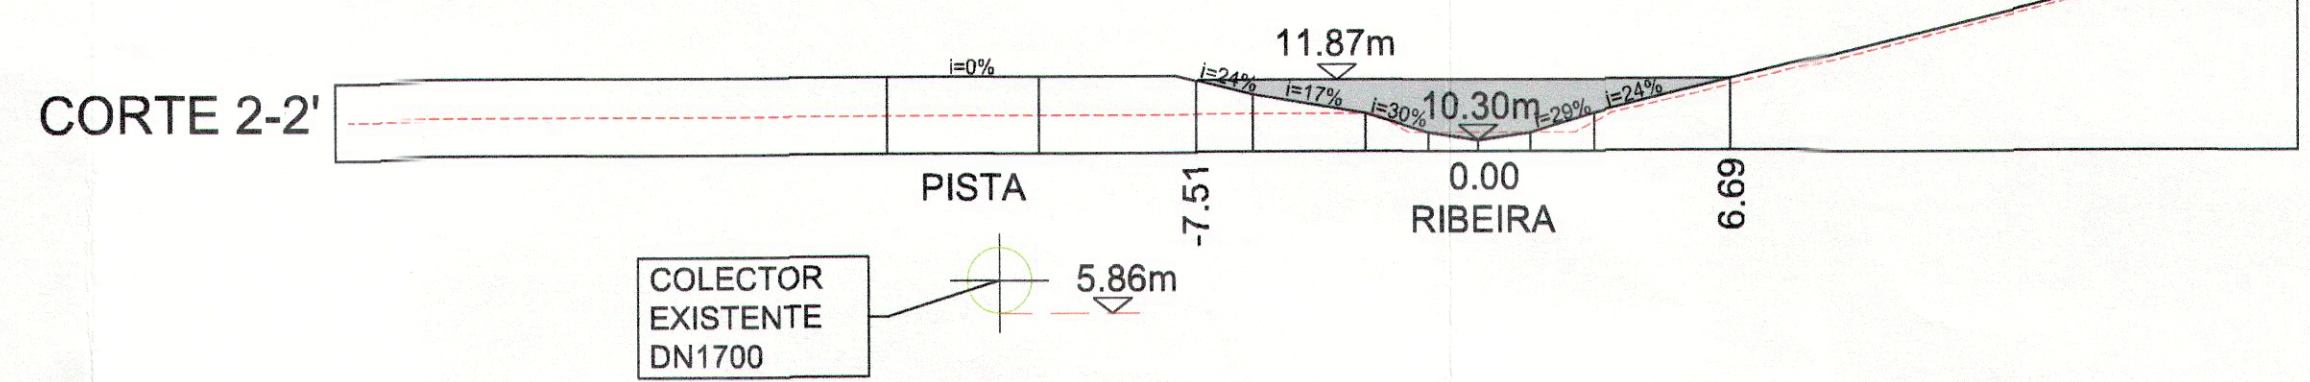 CORTE 2-2'
i=0%
11.87m
i=24%
i=17%
i=30%
10.30m
i=29%
i=24%
PISTA
-7.51
0.00
RIBEIRA
6.69
COLECTOR
EXISTENTE
DN1700
5.86m